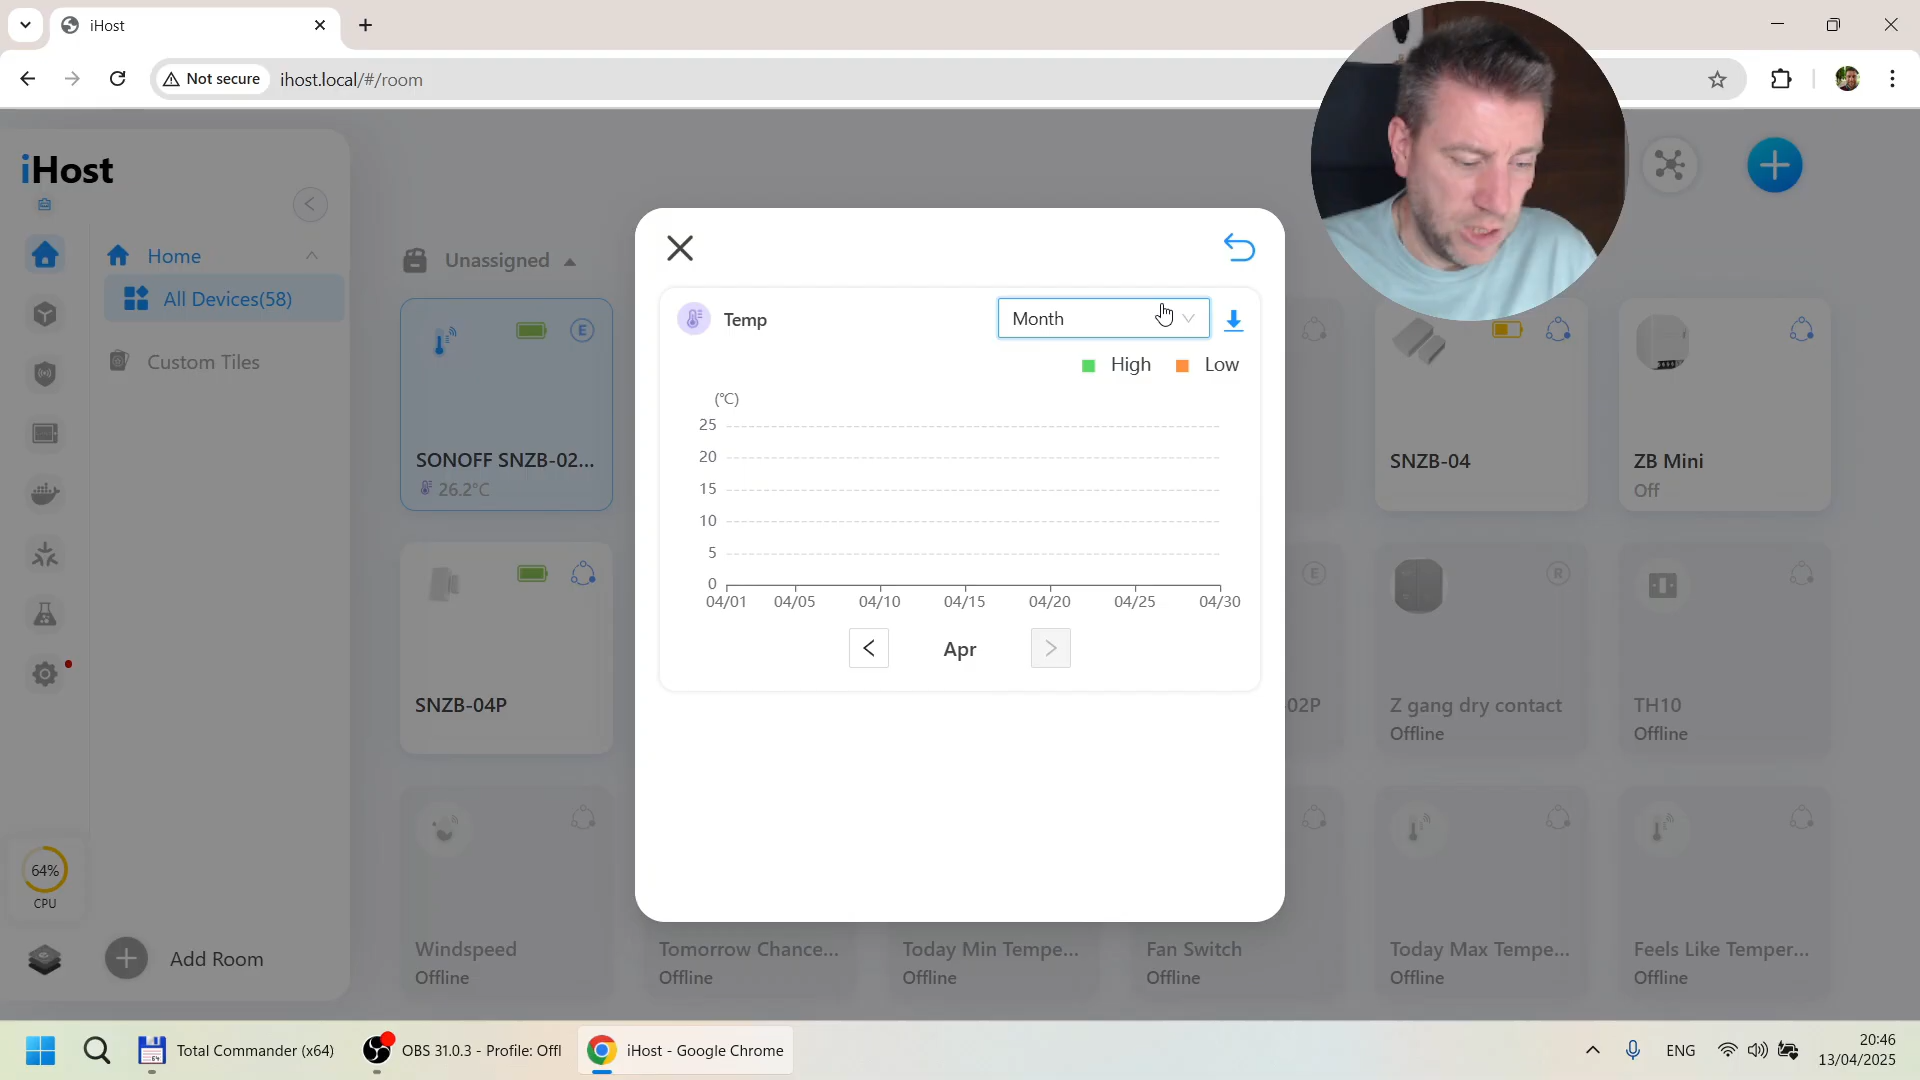 iHost
Not secure
ihost.local/#/room
iHost
Home
All Devices(58)
Custom Tiles
64%
CPU
Add Room
Unassigned
E
SONOFF SNZB-02...
26.2°C
SNZB-04P
Windspeed
Offline
Temp
Month
High
Low
(°C)
25
20
15
10
5
0
04/01
04/05
04/10
04/15
04/20
04/25
04/30
Apr
SNZB-04
ZB Mini
Off
E
-02P
R
Z gang dry contact
Offline
TH10
Offline
Tomorrow Chance...
Offline
Today Min Tempe...
Offline
Fan Switch
Offline
Today Max Tempe...
Offline
Feels Like Temper...
Offline
64
Total Commander (x64)
OBS 31.0.3 - Profile: Offl
iHost - Google Chrome
ENG
20:46
13/04/2025